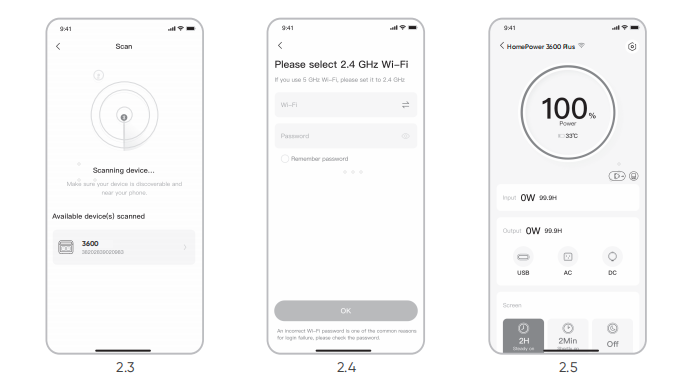 9:41
Scan
Scanning device...
Make sure your device is discoverable and
near your phone.
Available device(s) scanned
3600
2.3
9:41
Please select 2.4 GHz Wi-Fi
If you use 5 GHz Wi-Fi, please set it to 2.4 GHz
Wi-Fi
Password
Remember password
OK
An incorrect Wi-Fi password is one of the common reasons
for login failure, please check the password.
2.4
9:41
HomePower 3600 Plus
100%
Power
33°C
Input 0W 99.9H
Output 0W 99.9H
USB AC DC
Screen
2H 2Min Off
Steady on
2.5